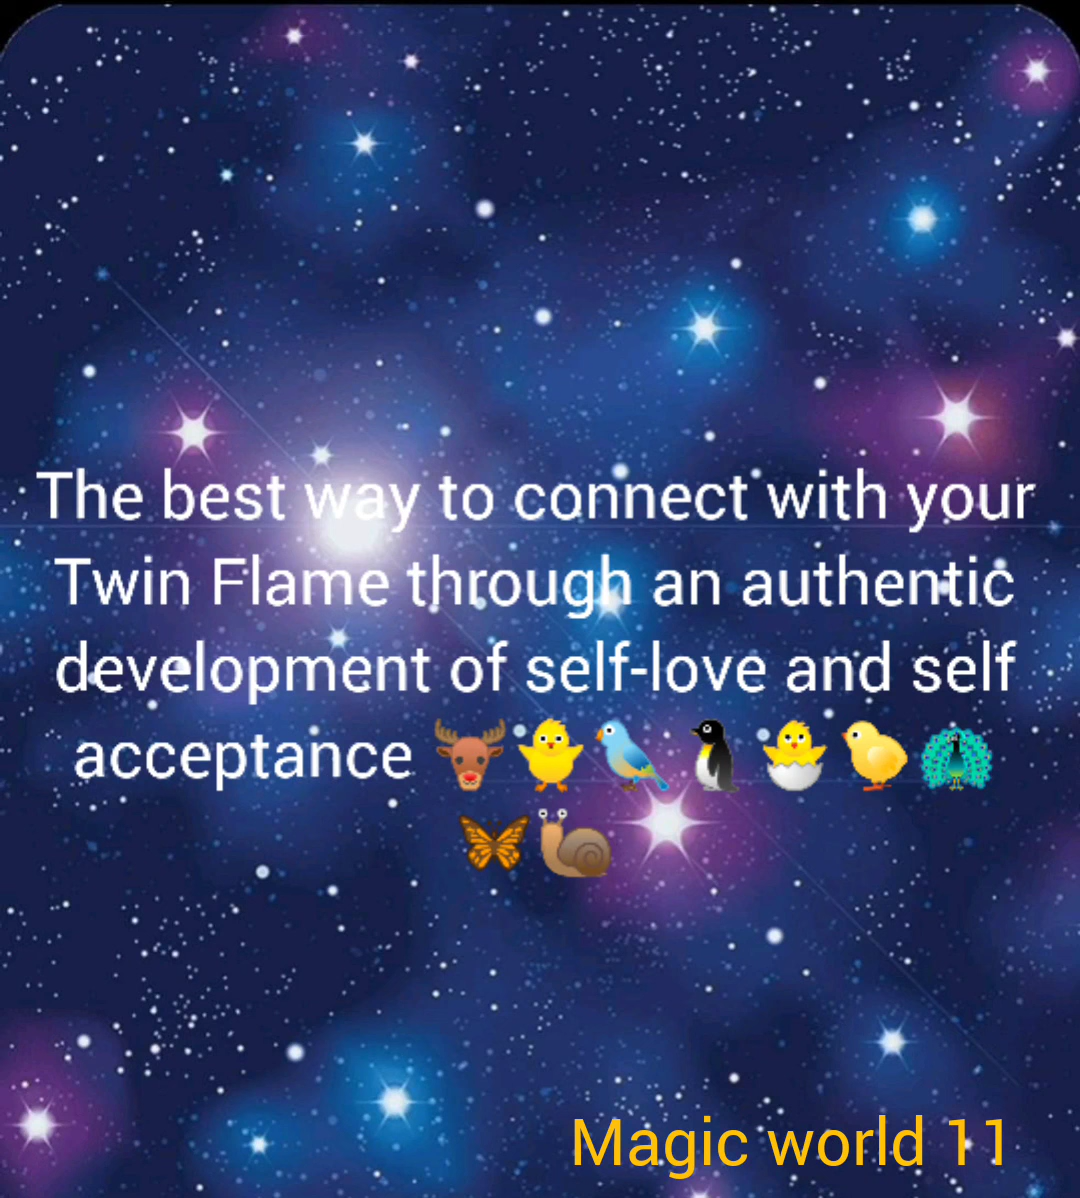 The best way to connect with your
Twin Flame through an authentic
development of self-love and self
acceptance 🦌🐥🐦🐧🐣🐤🦚
🦋🐌
Magic world 11